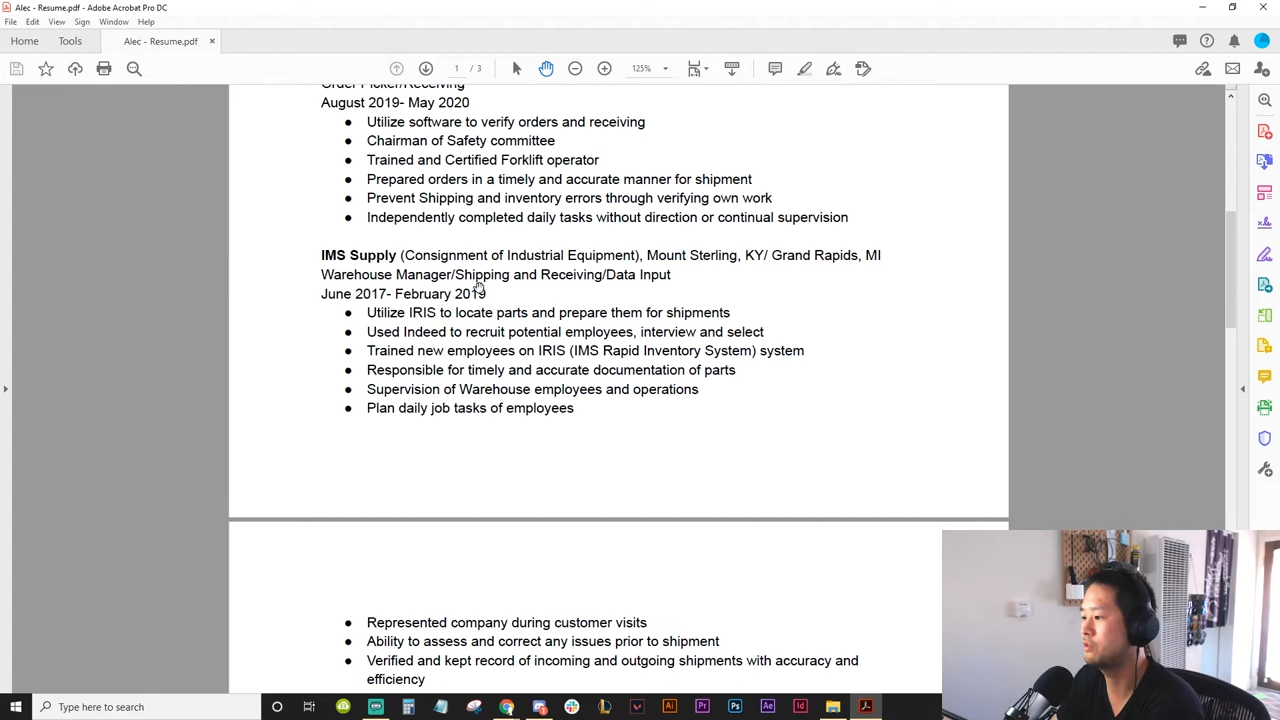 Alec - Resume.pdf - Adobe Acrobat Pro DC
File Edit View Sign Window Help
Home Tools Alec - Resume.pdf ×
1 / 3 125%
Order Picker/Receiving
August 2019- May 2020
● Utilize software to verify orders and receiving
● Chairman of Safety committee
● Trained and Certified Forklift operator
● Prepared orders in a timely and accurate manner for shipment
● Prevent Shipping and inventory errors through verifying own work
● Independently completed daily tasks without direction or continual supervision
IMS Supply (Consignment of Industrial Equipment), Mount Sterling, KY/ Grand Rapids, MI
Warehouse Manager/Shipping and Receiving/Data Input
June 2017- February 2019
● Utilize IRIS to locate parts and prepare them for shipments
● Used Indeed to recruit potential employees, interview and select
● Trained new employees on IRIS (IMS Rapid Inventory System) system
● Responsible for timely and accurate documentation of parts
● Supervision of Warehouse employees and operations
● Plan daily job tasks of employees
● Represented company during customer visits
● Ability to assess and correct any issues prior to shipment
● Verified and kept record of incoming and outgoing shipments with accuracy and
efficiency
Type here to search
Ai Pr Ps Ae Id